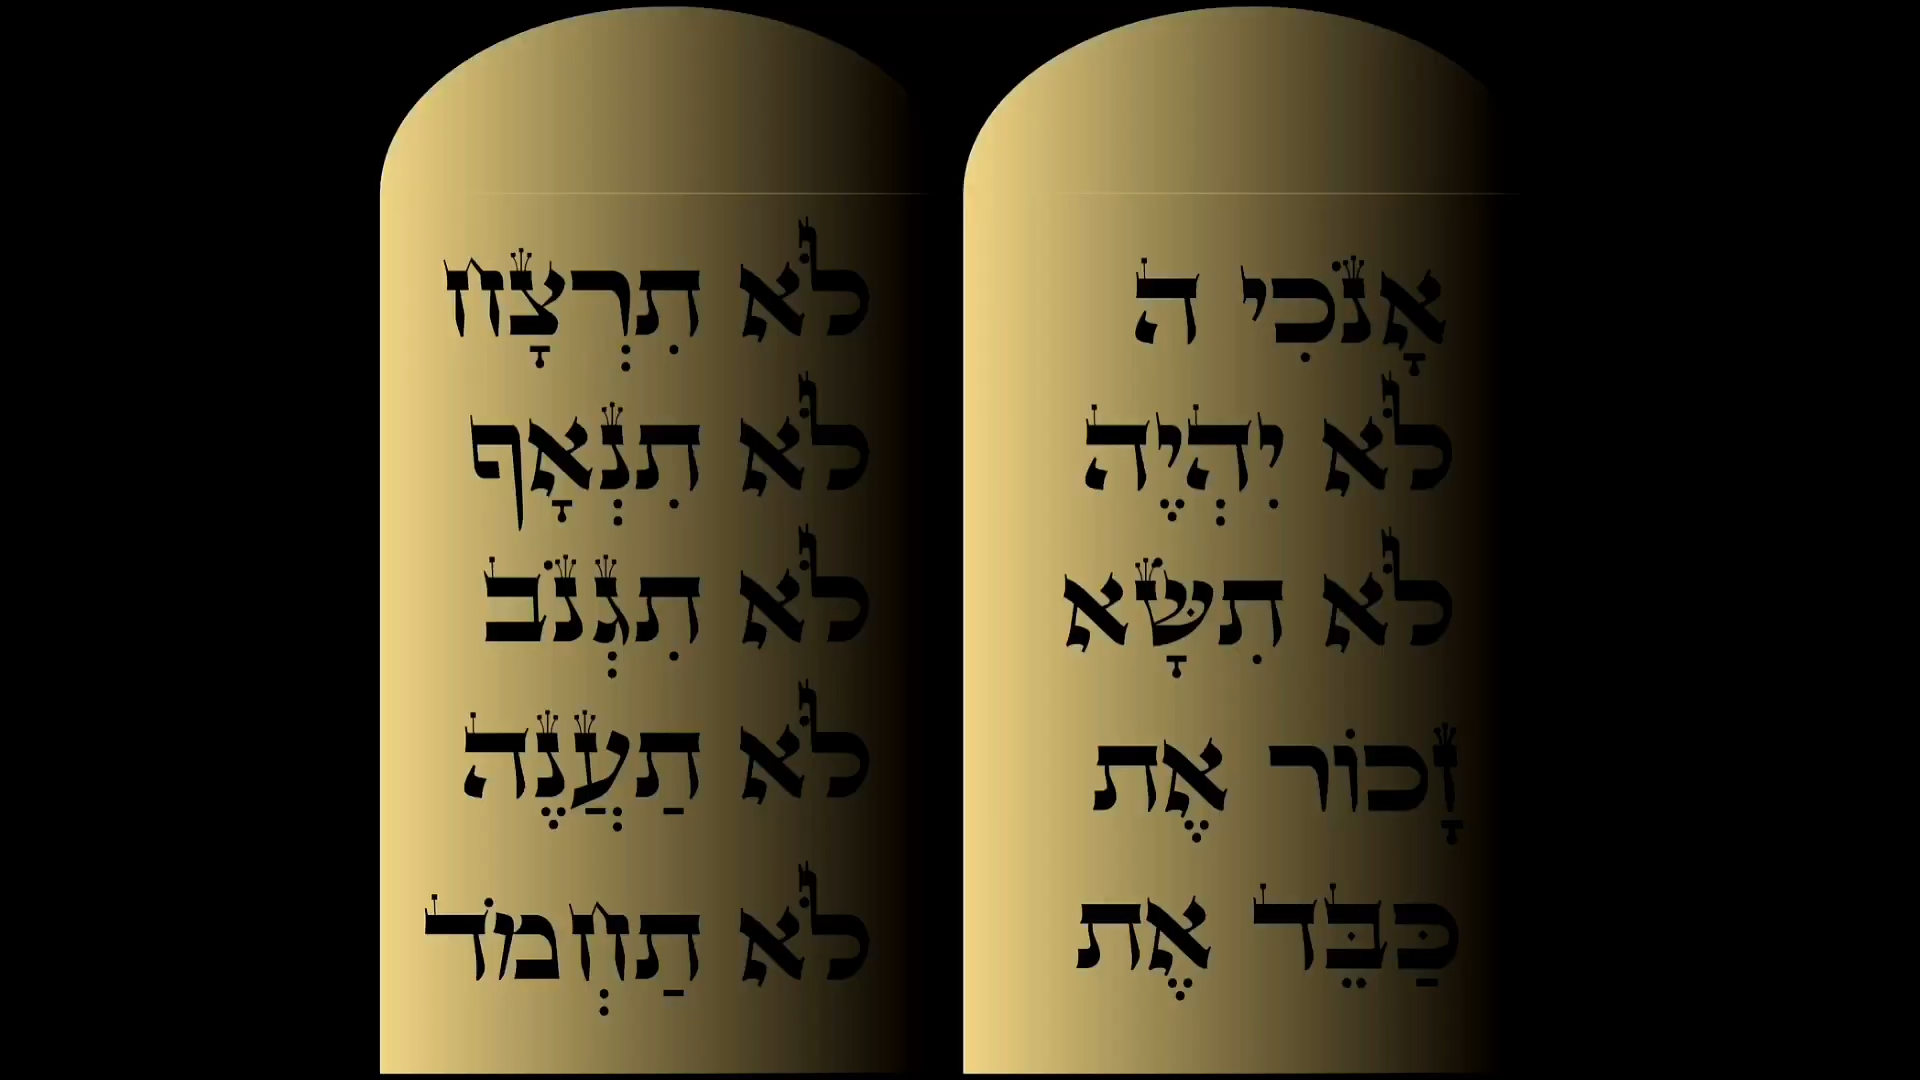 אָנֹכִי ה
לֹא יִהְיֶה
לֹא תִשָּׂא
זָכוֹר אֶת
כַּבֵּד אֶת
לֹא תִרְצָח
לֹא תִנְאָף
לֹא תִגְנֹב
לֹא תַעֲנֶה
לֹא תַחְמֹד